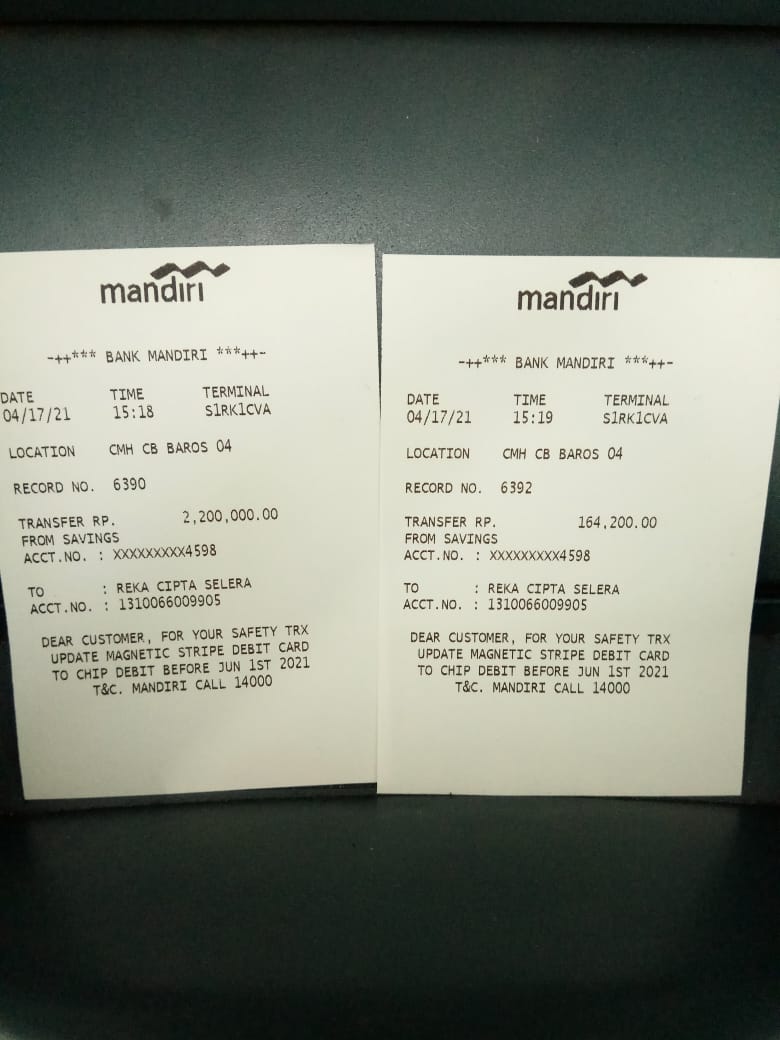 mandiri
-++*** BANK MANDIRI ***++-
DATE TIME TERMINAL
04/17/21 15:18 S1RK1CVA
LOCATION CMH CB BAROS 04
RECORD NO. 6390
TRANSFER RP. 2,200,000.00
FROM SAVINGS
ACCT.NO. : XXXXXXXXX4598
TO : REKA CIPTA SELERA
ACCT.NO. : 1310066009905
DEAR CUSTOMER, FOR YOUR SAFETY TRX
UPDATE MAGNETIC STRIPE DEBIT CARD
TO CHIP DEBIT BEFORE JUN 1ST 2021
T&C. MANDIRI CALL 14000
mandiri
-++*** BANK MANDIRI ***++-
DATE TIME TERMINAL
04/17/21 15:19 S1RK1CVA
LOCATION CMH CB BAROS 04
RECORD NO. 6392
TRANSFER RP. 164,200.00
FROM SAVINGS
ACCT.NO. : XXXXXXXXX4598
TO : REKA CIPTA SELERA
ACCT.NO. : 1310066009905
DEAR CUSTOMER, FOR YOUR SAFETY TRX
UPDATE MAGNETIC STRIPE DEBIT CARD
TO CHIP DEBIT BEFORE JUN 1ST 2021
T&C. MANDIRI CALL 14000